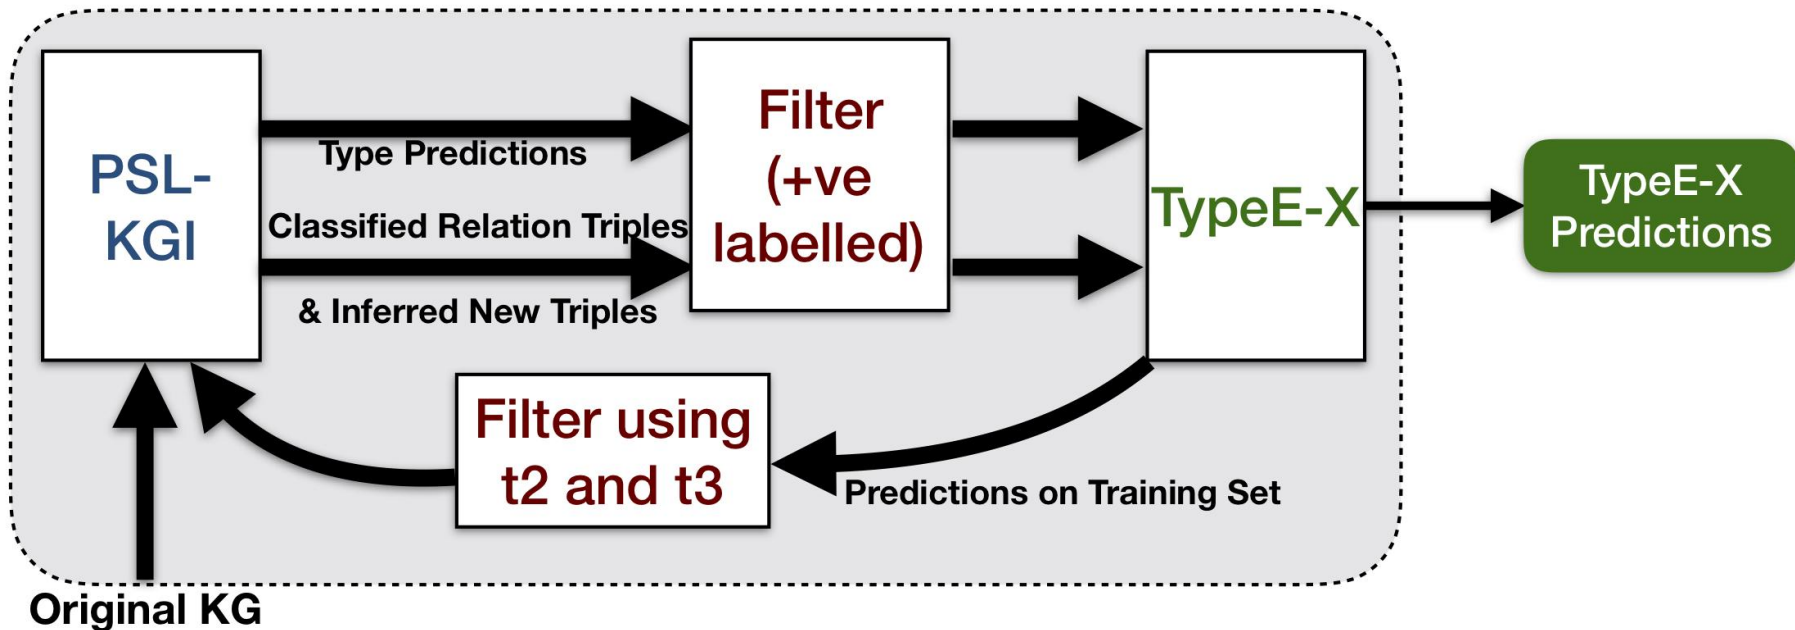 PSL-
KGI
Type Predictions
Classified Relation Triples
& Inferred New Triples
Filter
(+ve
labelled)
TypeE-X
TypeE-X
Predictions
Filter using
t2 and t3
Predictions on Training Set
Original KG